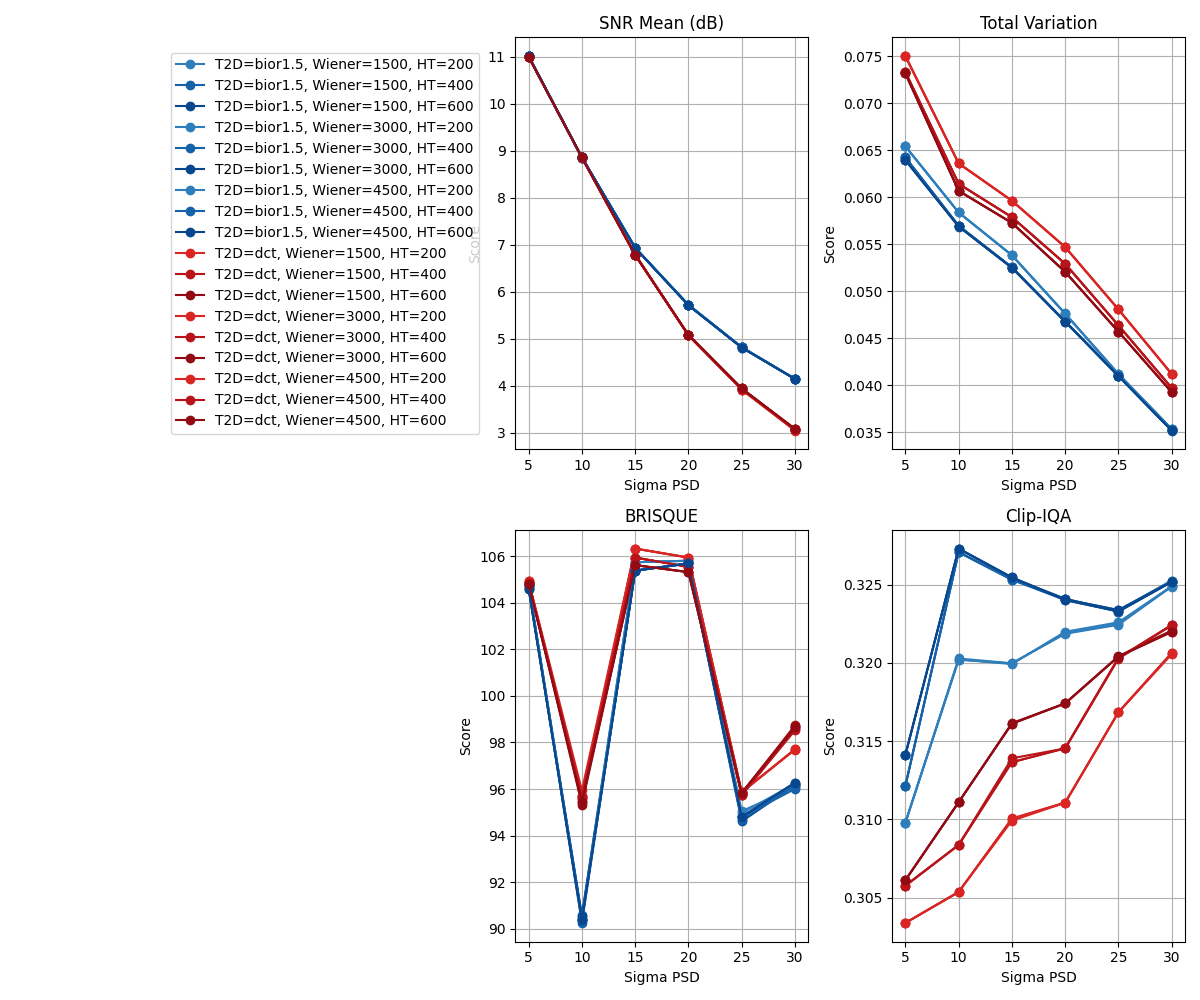 SNR Mean (dB)
Total Variation
T2D=bior1.5, Wiener=1500, HT=200
T2D=bior1.5, Wiener=1500, HT=400
T2D=bior1.5, Wiener=1500, HT=600
T2D=bior1.5, Wiener=3000, HT=200
T2D=bior1.5, Wiener=3000, HT=400
T2D=bior1.5, Wiener=3000, HT=600
T2D=bior1.5, Wiener=4500, HT=200
T2D=bior1.5, Wiener=4500, HT=400
T2D=bior1.5, Wiener=4500, HT=600
T2D=dct, Wiener=1500, HT=200
T2D=dct, Wiener=1500, HT=400
T2D=dct, Wiener=1500, HT=600
T2D=dct, Wiener=3000, HT=200
T2D=dct, Wiener=3000, HT=400
T2D=dct, Wiener=3000, HT=600
T2D=dct, Wiener=4500, HT=200
T2D=dct, Wiener=4500, HT=400
T2D=dct, Wiener=4500, HT=600
Score
11
10
9
8
7
6
5
4
3
5 10 15 20 25 30
Sigma PSD
Score
0.075
0.070
0.065
0.060
0.055
0.050
0.045
0.040
0.035
5 10 15 20 25 30
Sigma PSD
BRISQUE
Score
106
104
102
100
98
96
94
92
90
5 10 15 20 25 30
Sigma PSD
Clip-IQA
Score
0.325
0.320
0.315
0.310
0.305
5 10 15 20 25 30
Sigma PSD